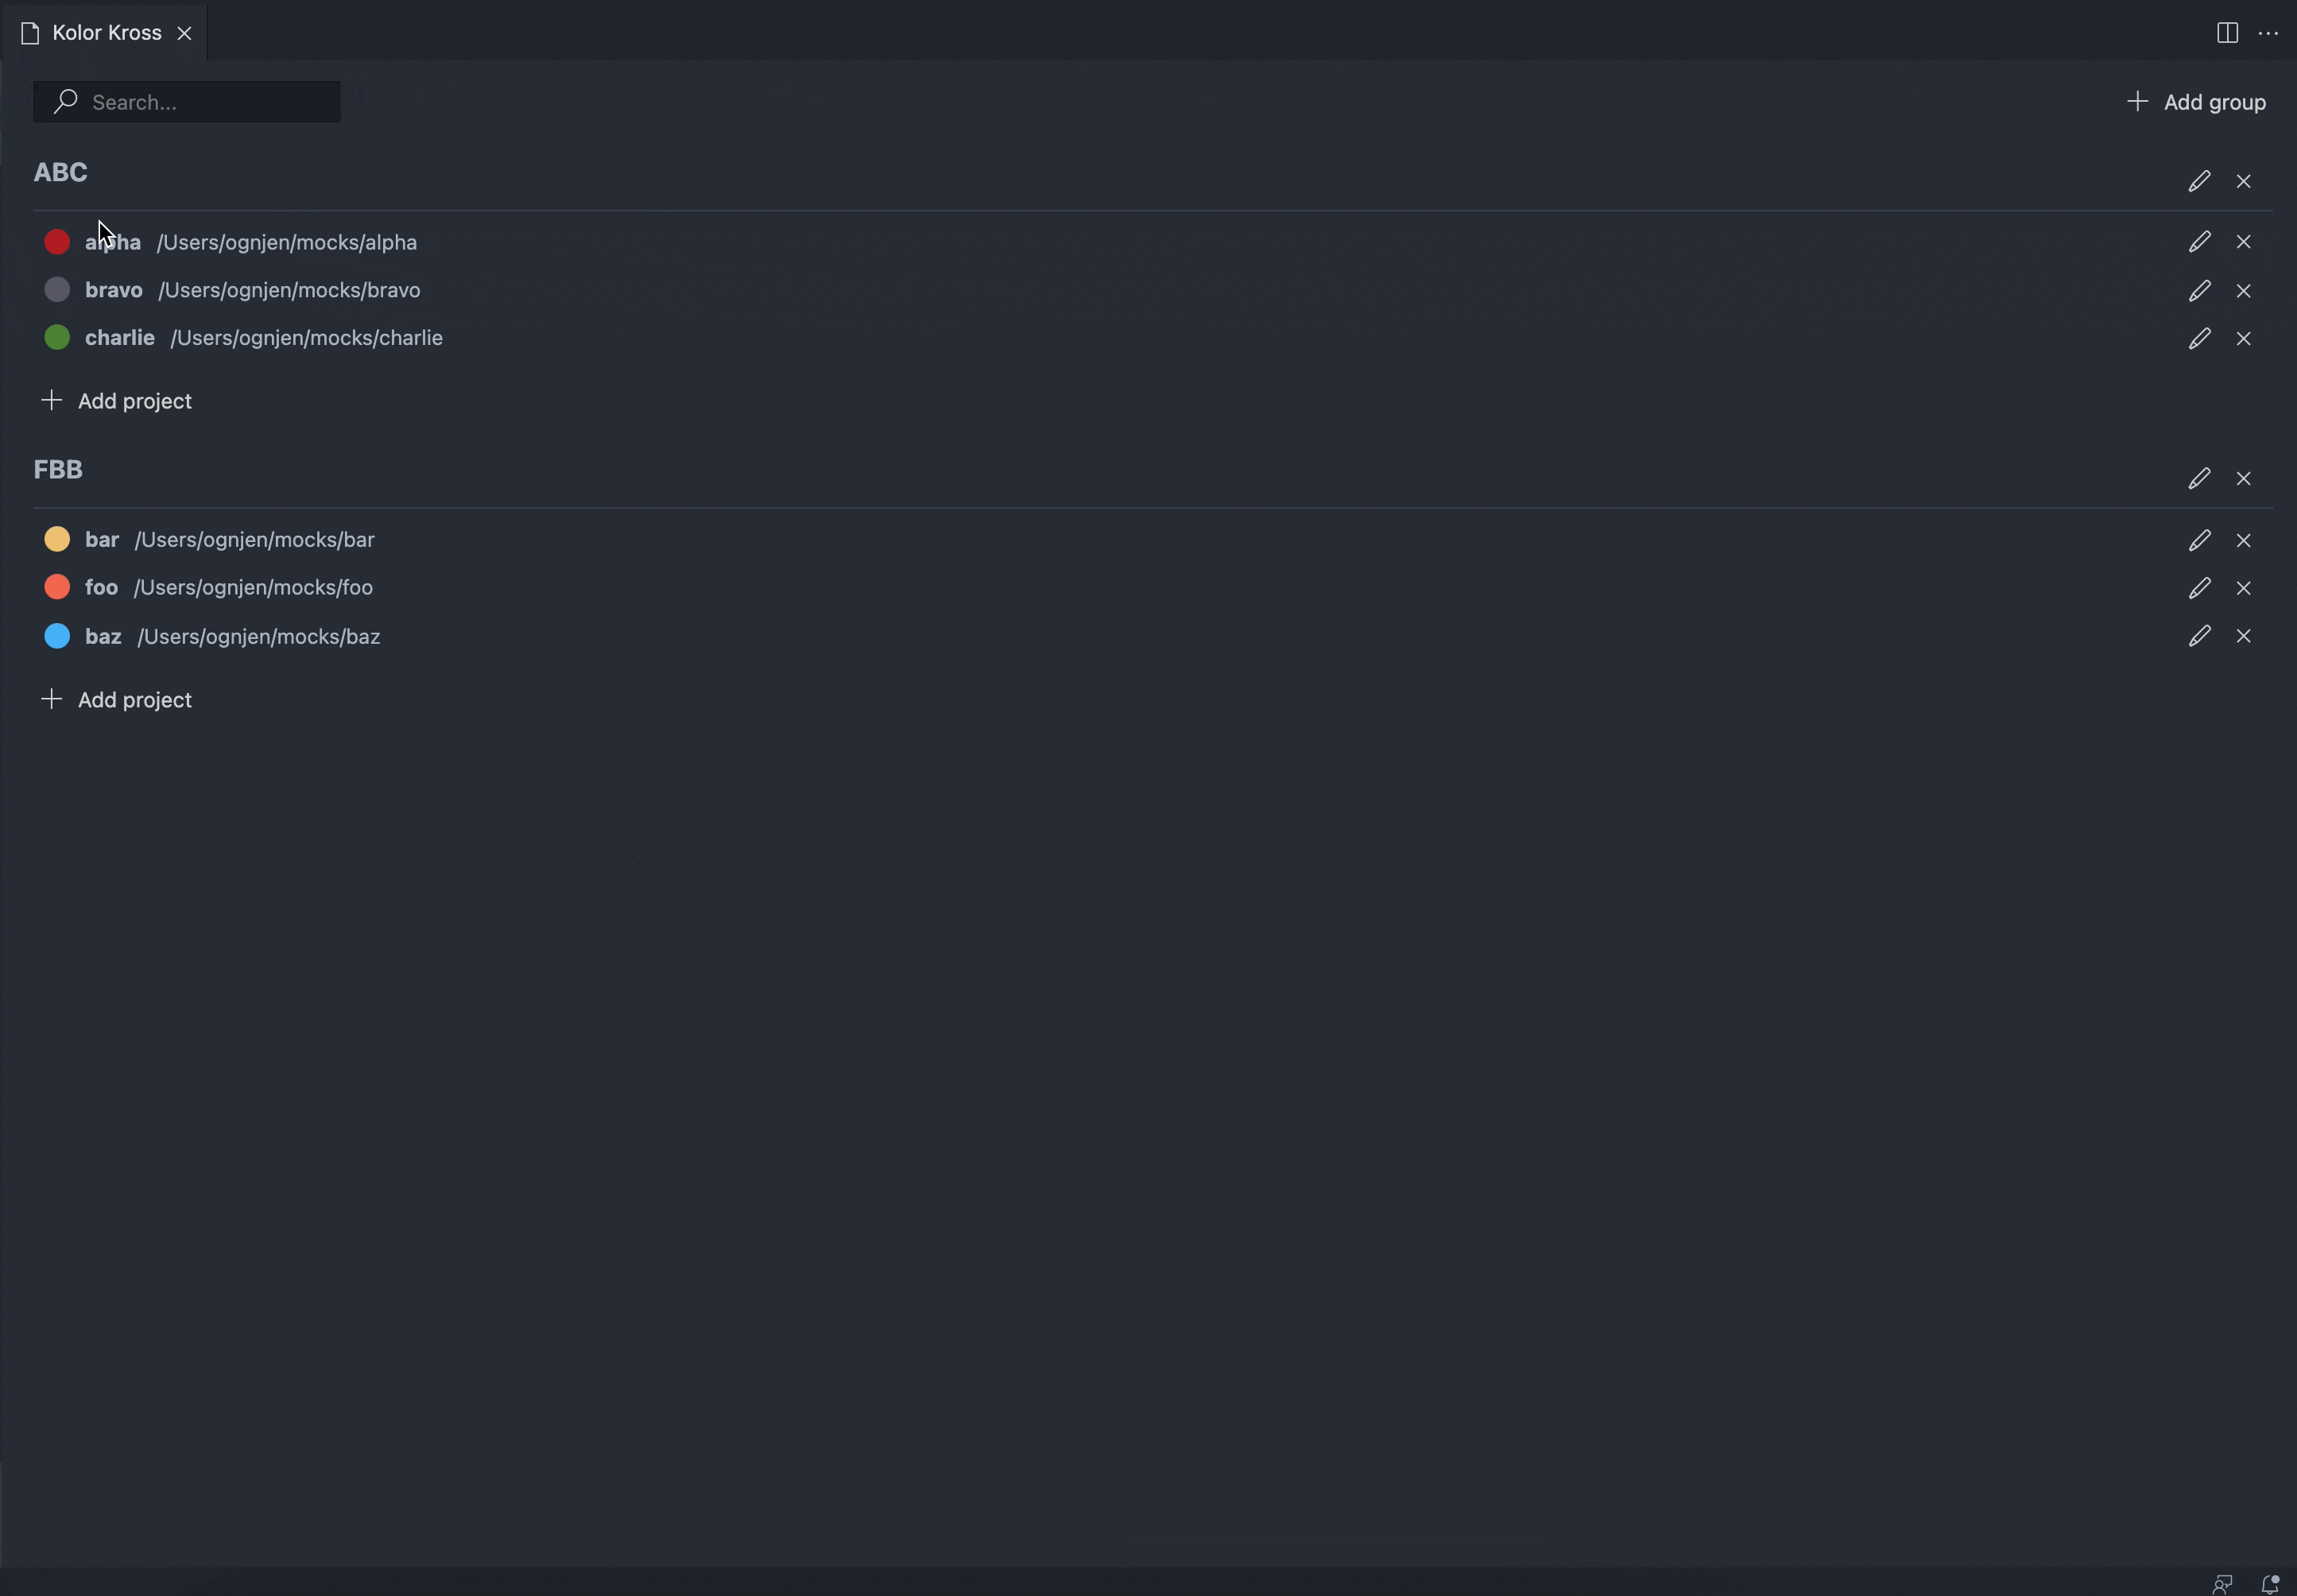 Kolor Kross
Search...
Add group
ABC
alpha /Users/ognjen/mocks/alpha
bravo /Users/ognjen/mocks/bravo
charlie /Users/ognjen/mocks/charlie
Add project
FBB
bar /Users/ognjen/mocks/bar
foo /Users/ognjen/mocks/foo
baz /Users/ognjen/mocks/baz
Add project